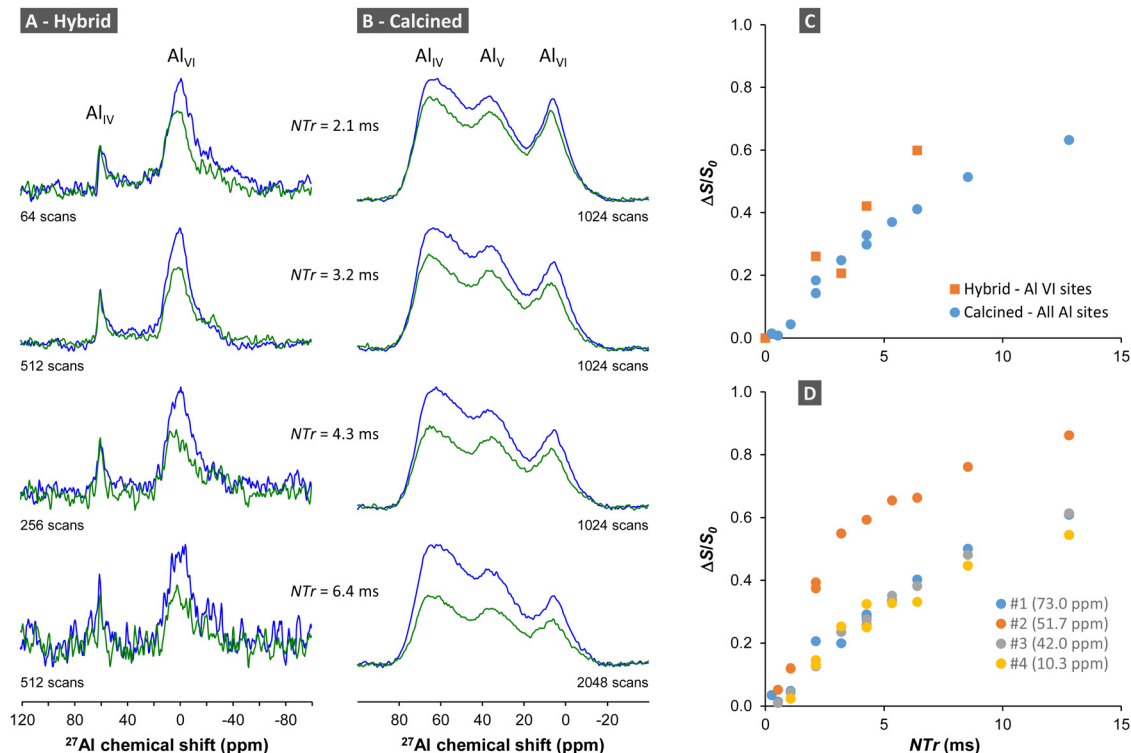 A - Hybrid
Al_IV
Al_VI
64 scans
512 scans
256 scans
512 scans
120 80 40 0 -40 -80
²⁷Al chemical shift (ppm)
NTr = 2.1 ms
NTr = 3.2 ms
NTr = 4.3 ms
NTr = 6.4 ms
B - Calcined
Al_IV Al_V Al_VI
1024 scans
1024 scans
1024 scans
2048 scans
80 60 40 20 0 -20
²⁷Al chemical shift (ppm)
C
ΔS/S₀
1.0
0.8
0.6
0.4
0.2
0.0
Hybrid - Al VI sites
Calcined - All Al sites
0 5 10 15
D
ΔS/S₀
1.0
0.8
0.6
0.4
0.2
0.0
#1 (73.0 ppm)
#2 (51.7 ppm)
#3 (42.0 ppm)
#4 (10.3 ppm)
0 5 10 15
NTr (ms)